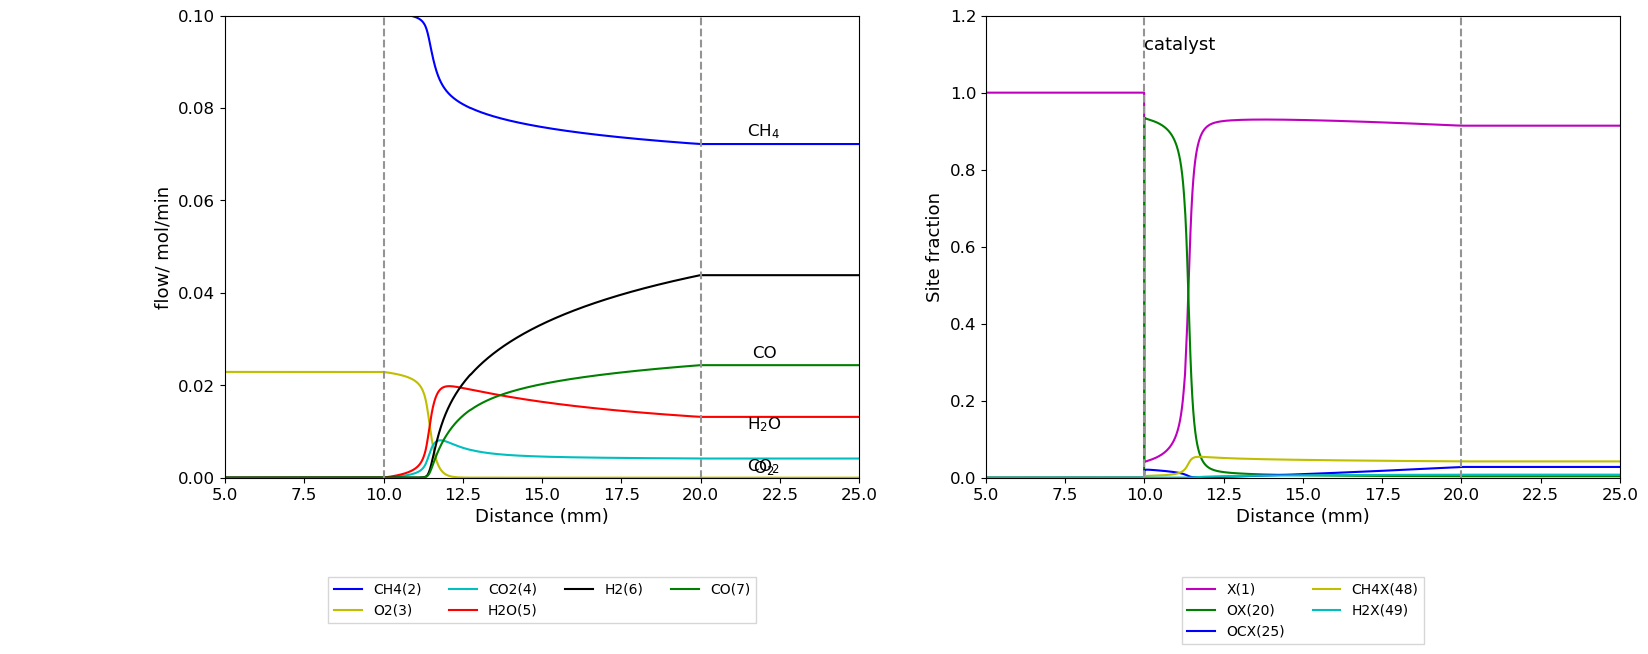 0.10
0.08
0.06
0.04
0.02
0.00
flow/ mol/min
CH₄
CO
H₂O
CO₂
O₂
5.0 7.5 10.0 12.5 15.0 17.5 20.0 22.5 25.0
Distance (mm)
CH4(2) CO2(4) H2(6) CO(7)
O2(3) H2O(5)
1.2
1.0
0.8
0.6
0.4
0.2
0.0
Site fraction
catalyst
5.0 7.5 10.0 12.5 15.0 17.5 20.0 22.5 25.0
Distance (mm)
X(1) CH4X(48)
OX(20) H2X(49)
OCX(25)